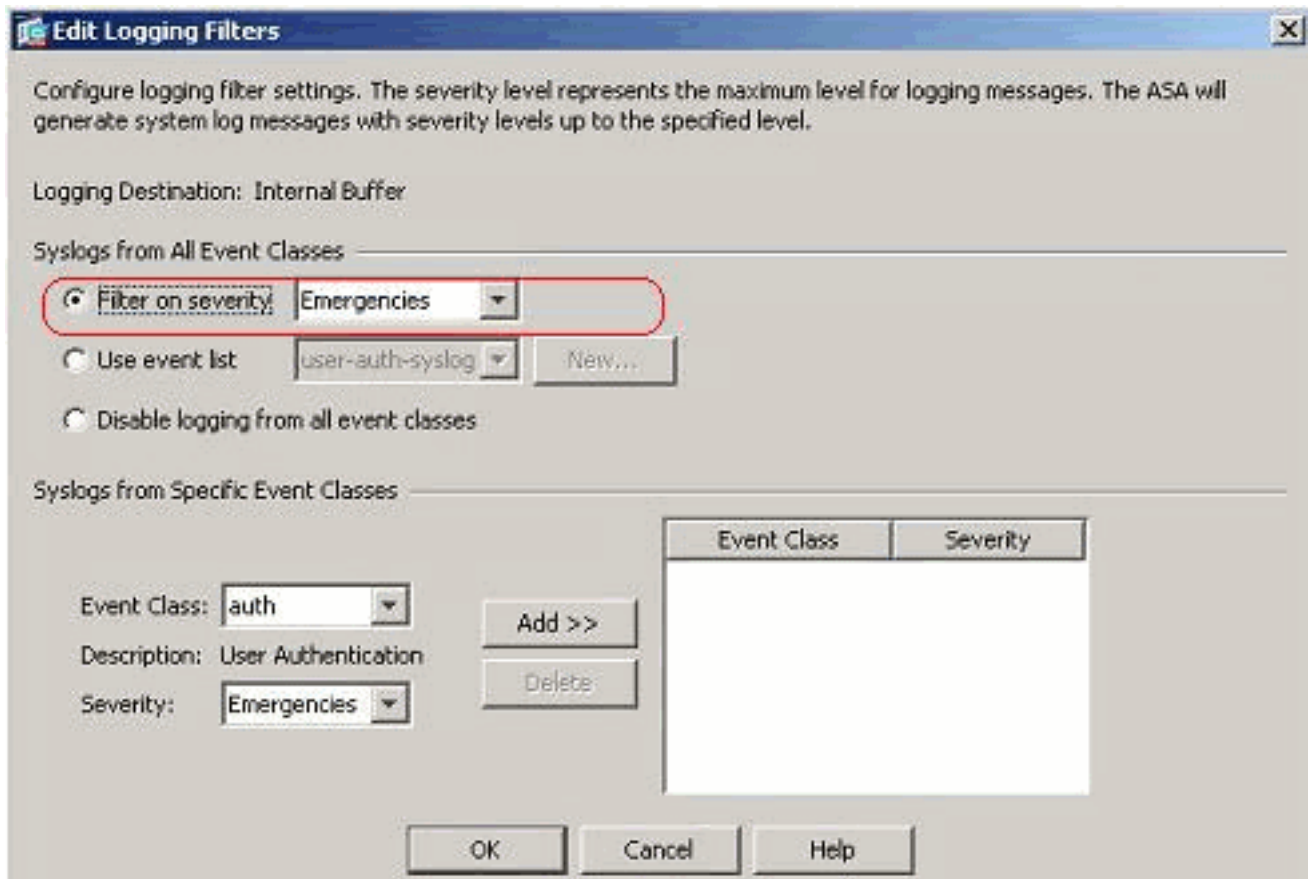 Edit Logging Filters
Configure logging filter settings. The severity level represents the maximum level for logging messages. The ASA will
generate system log messages with severity levels up to the specified level.
Logging Destination: Internal Buffer
Syslogs from All Event Classes
Filter on severity Emergencies
Use event list user-auth-syslog New...
Disable logging from all event classes
Syslogs from Specific Event Classes
Event Class Severity
Event Class: auth
Add >>
Description: User Authentication
Delete
Severity: Emergencies
OK Cancel Help